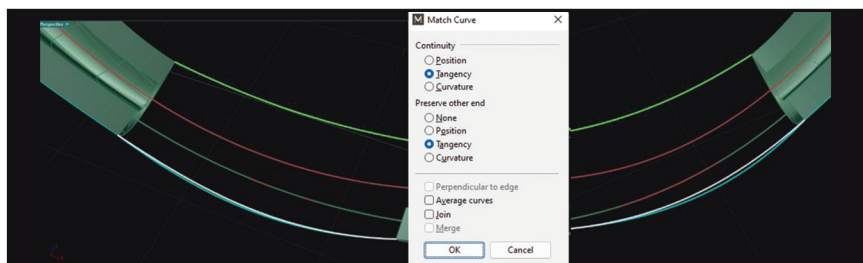 Perspective
Match Curve
Continuity
Position
Tangency
Curvature
Preserve other end
None
Position
Tangency
Curvature
Perpendicular to edge
Average curves
Join
Merge
OK
Cancel